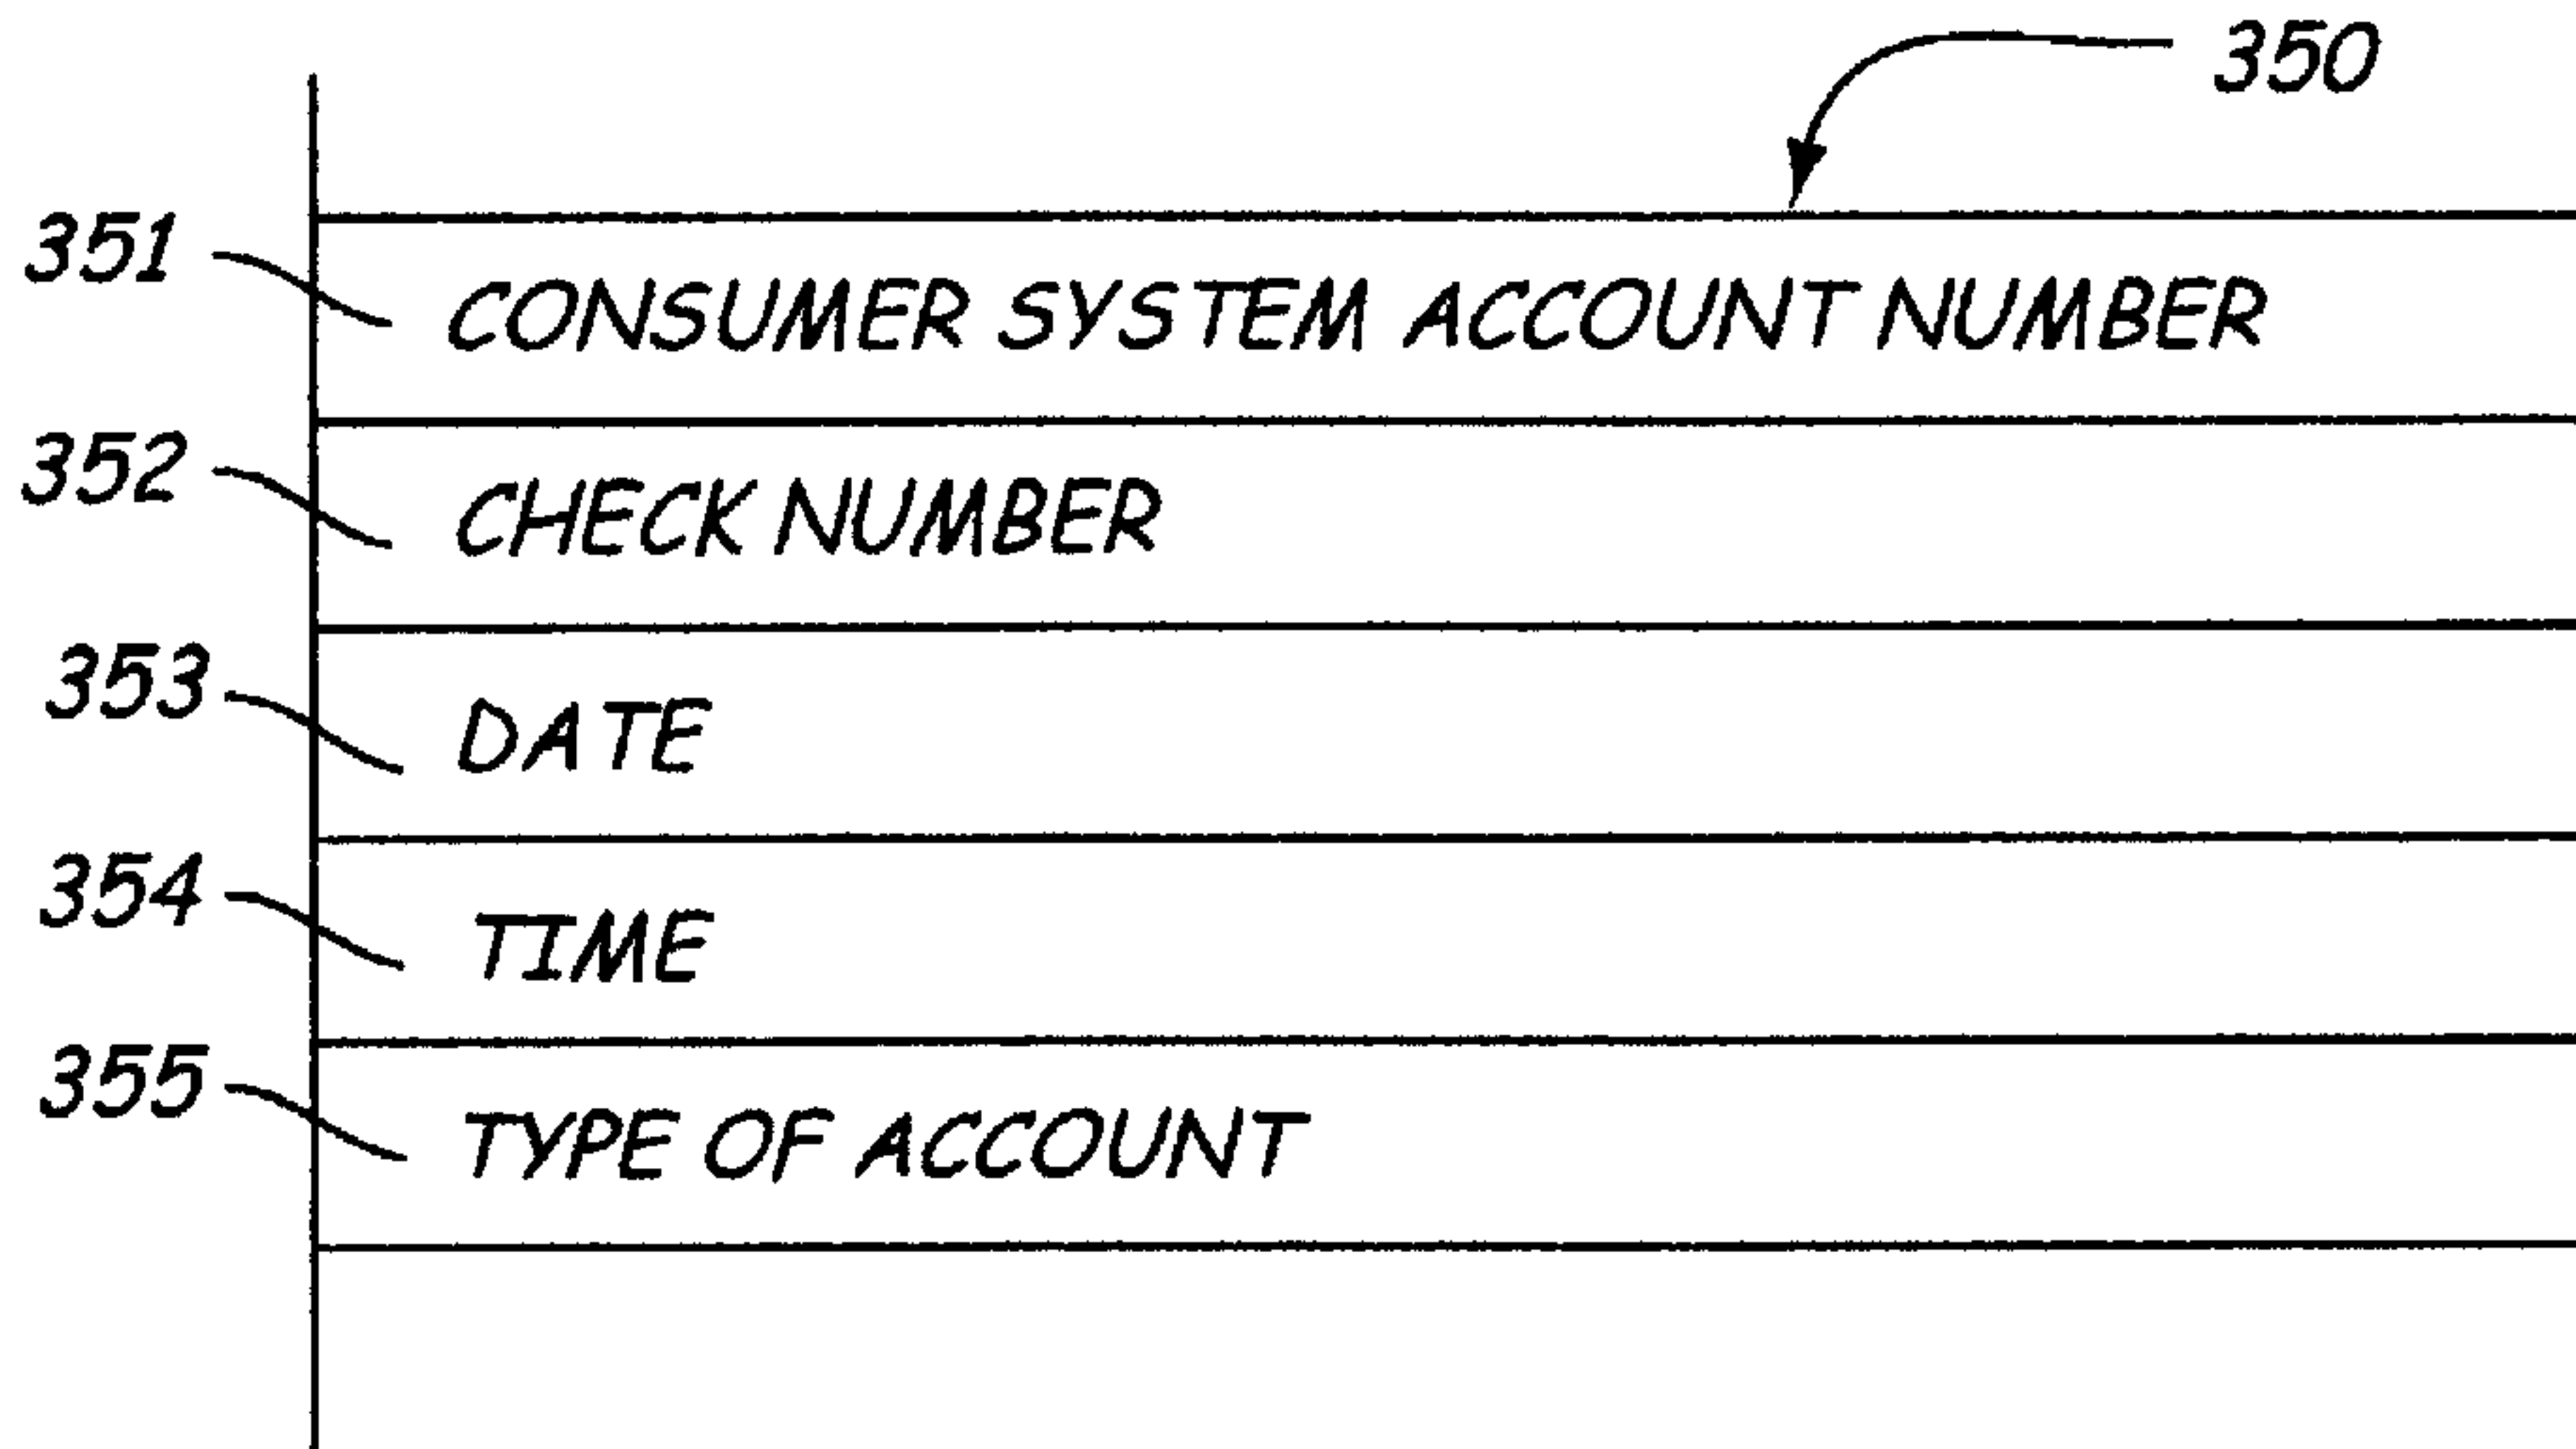 350
351 CONSUMER SYSTEM ACCOUNT NUMBER
352 CHECK NUMBER
353 DATE
354 TIME
355 TYPE OF ACCOUNT